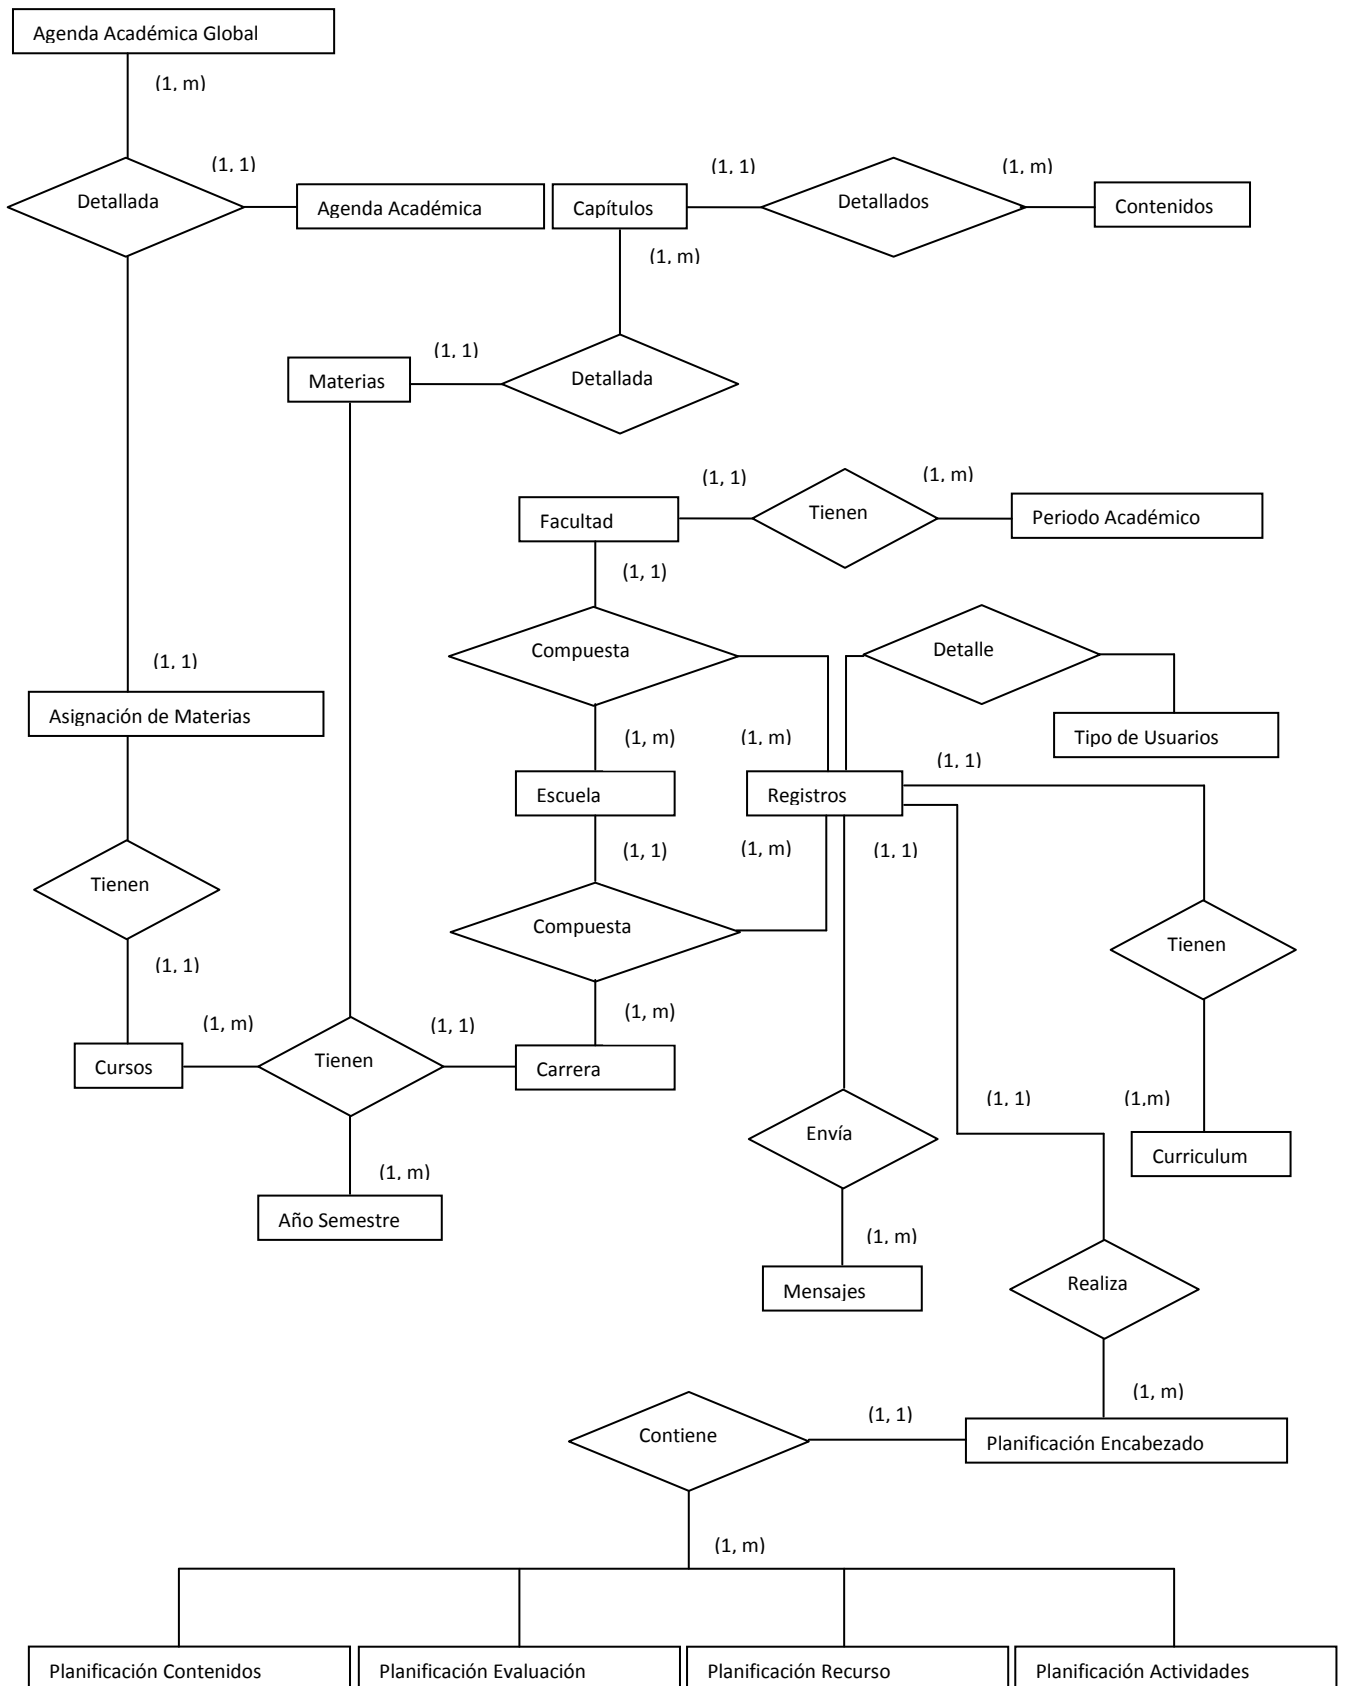 Agenda Académica Global
(1, m)
(1, 1)
(1, 1)
(1, m)
Detallada
Agenda Académica
Capítulos
Detallados
Contenidos
(1, m)
(1, 1)
Materias
Detallada
(1, 1)
(1, m)
Facultad
Tienen
Periodo Académico
(1, 1)
Compuesta
Detalle
(1, 1)
Asignación de Materias
(1, m)
(1, m)
Tipo de Usuarios
(1, 1)
Escuela
Registros
(1, 1)
(1, m)
(1, 1)
Tienen
Compuesta
Tienen
(1, 1)
(1, m)
(1, 1)
(1, m)
Cursos
Tienen
Carrera
(1, 1)
(1,m)
Envía
Curriculum
(1, m)
Año Semestre
(1, m)
Mensajes
Realiza
(1, m)
(1, 1)
Contiene
Planificación Encabezado
(1, m)
Planificación Contenidos
Planificación Evaluación
Planificación Recurso
Planificación Actividades